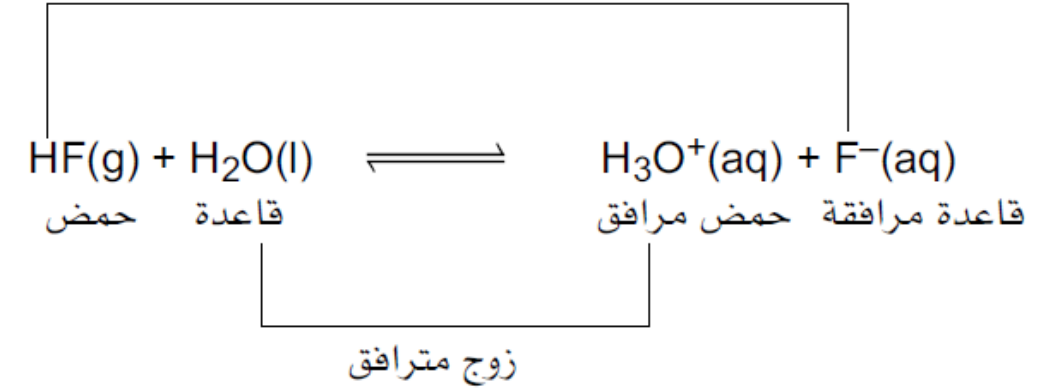 HF(g) + H₂O(l) ⇌ H₃O⁺(aq) + F⁻(aq)
حمض قاعدة حمض مرافق قاعدة مرافقة
زوج مترافق